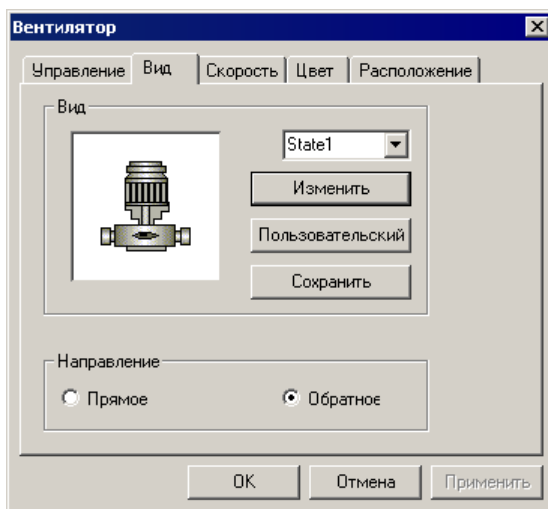 Вентилятор
Управление Вид Скорость Цвет Расположение
Вид
State1
Изменить
Пользовательский
Сохранить
Направление
Прямое Обратное
OK Отмена Применить